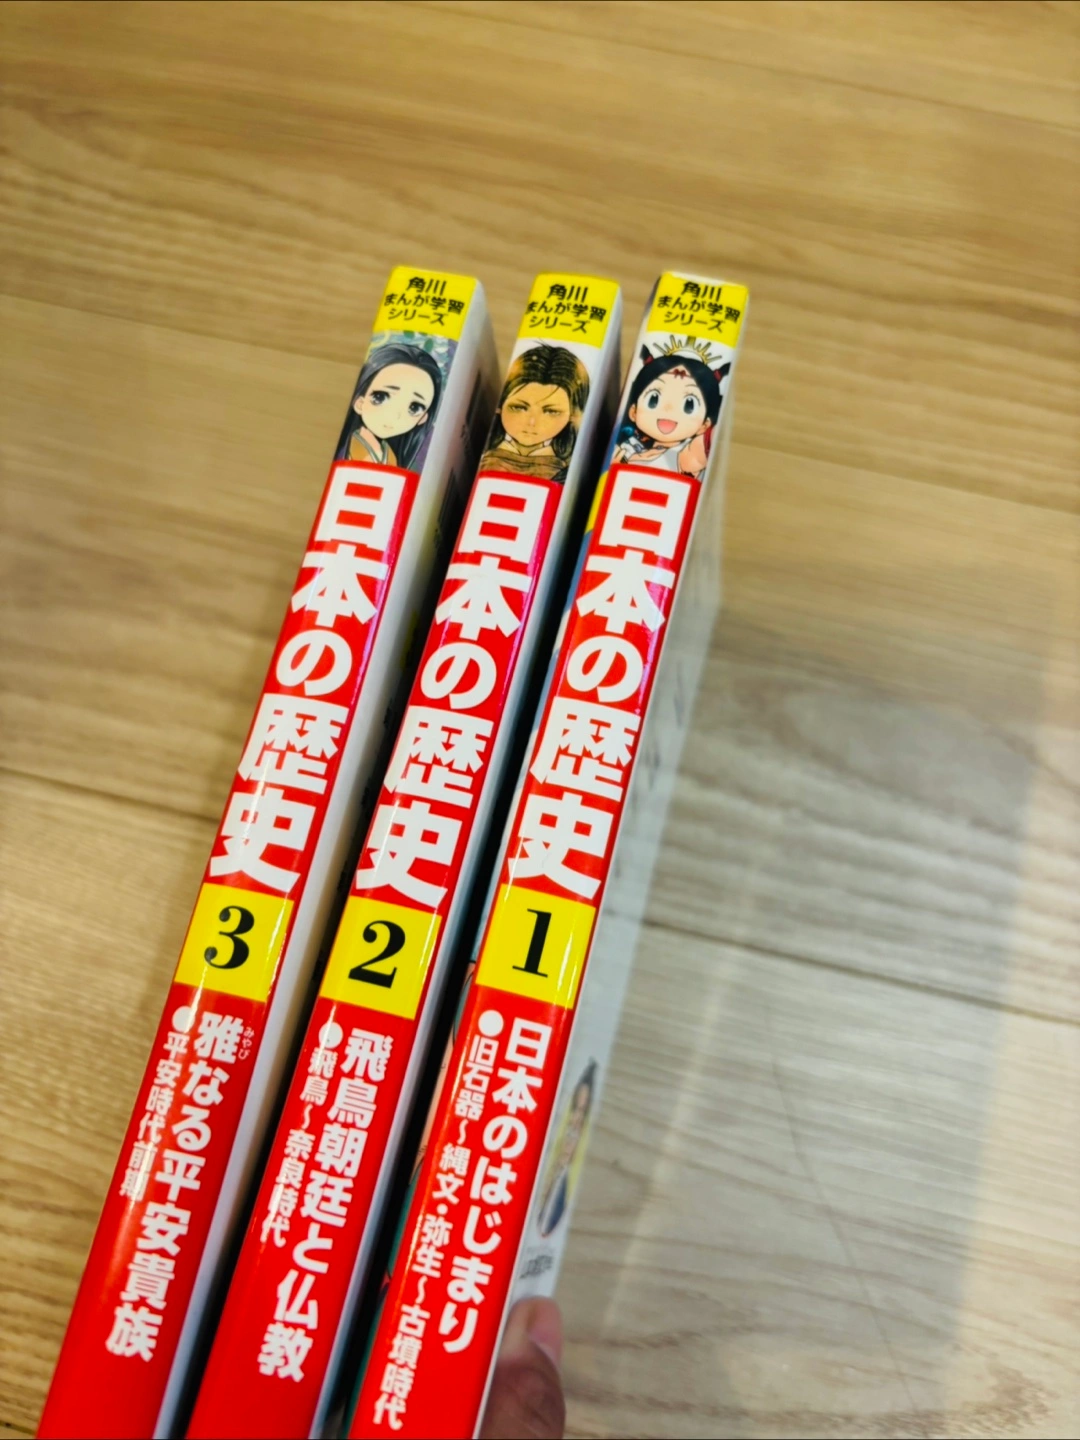 角川
まんが学習
シリーズ
日本の歴史
3
雅なる平安貴族
みやび
●平安時代前期
角川
まんが学習
シリーズ
日本の歴史
2
飛鳥朝廷と仏教
●飛鳥～奈良時代
角川
まんが学習
シリーズ
日本の歴史
1
日本のはじまり
●旧石器～縄文・弥生～古墳時代